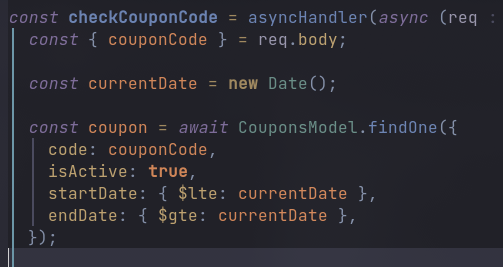 const checkCouponCode = asyncHandler(async (req :
const { couponCode } = req.body;
const currentDate = new Date();
const coupon = await CouponsModel.findOne({
code: couponCode,
isActive: true,
startDate: { $lte: currentDate },
endDate: { $gte: currentDate },
});